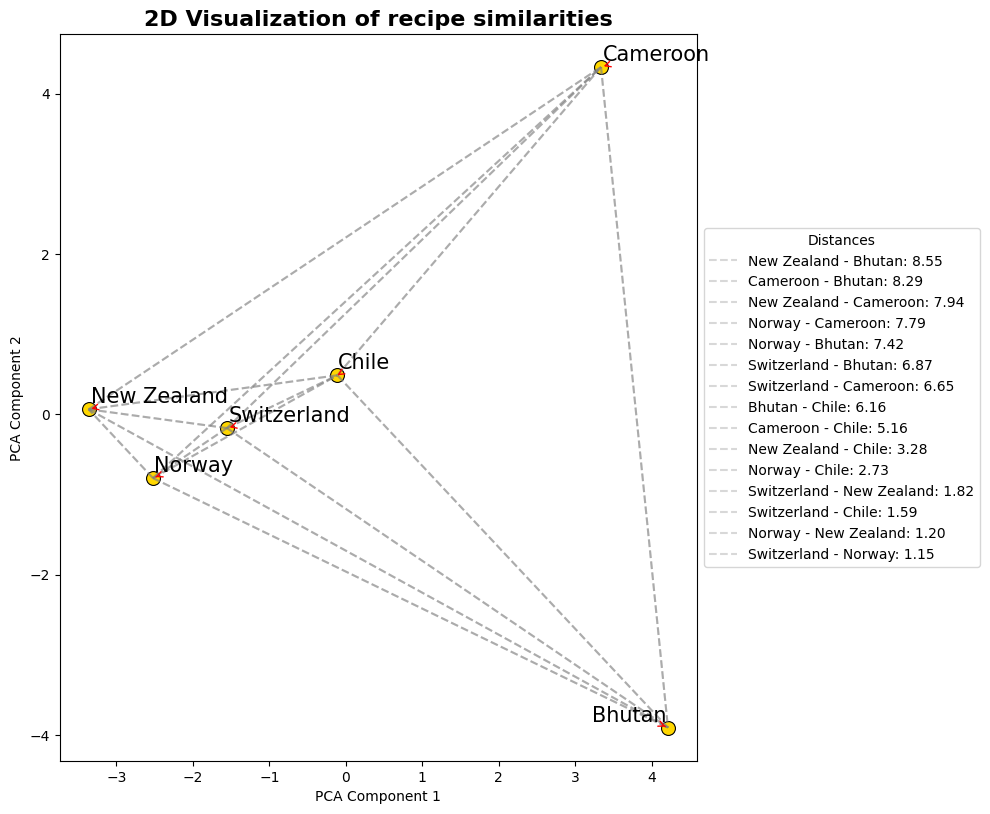 2D Visualization of recipe similarities
Cameroon
Chile
New Zealand
Switzerland
Norway
Bhutan
4
2
0
−2
−4
PCA Component 2
−3
−2
−1
0
1
2
3
4
PCA Component 1
Distances
New Zealand - Bhutan: 8.55
Cameroon - Bhutan: 8.29
New Zealand - Cameroon: 7.94
Norway - Cameroon: 7.79
Norway - Bhutan: 7.42
Switzerland - Bhutan: 6.87
Switzerland - Cameroon: 6.65
Bhutan - Chile: 6.16
Cameroon - Chile: 5.16
New Zealand - Chile: 3.28
Norway - Chile: 2.73
Switzerland - New Zealand: 1.82
Switzerland - Chile: 1.59
Norway - New Zealand: 1.20
Switzerland - Norway: 1.15